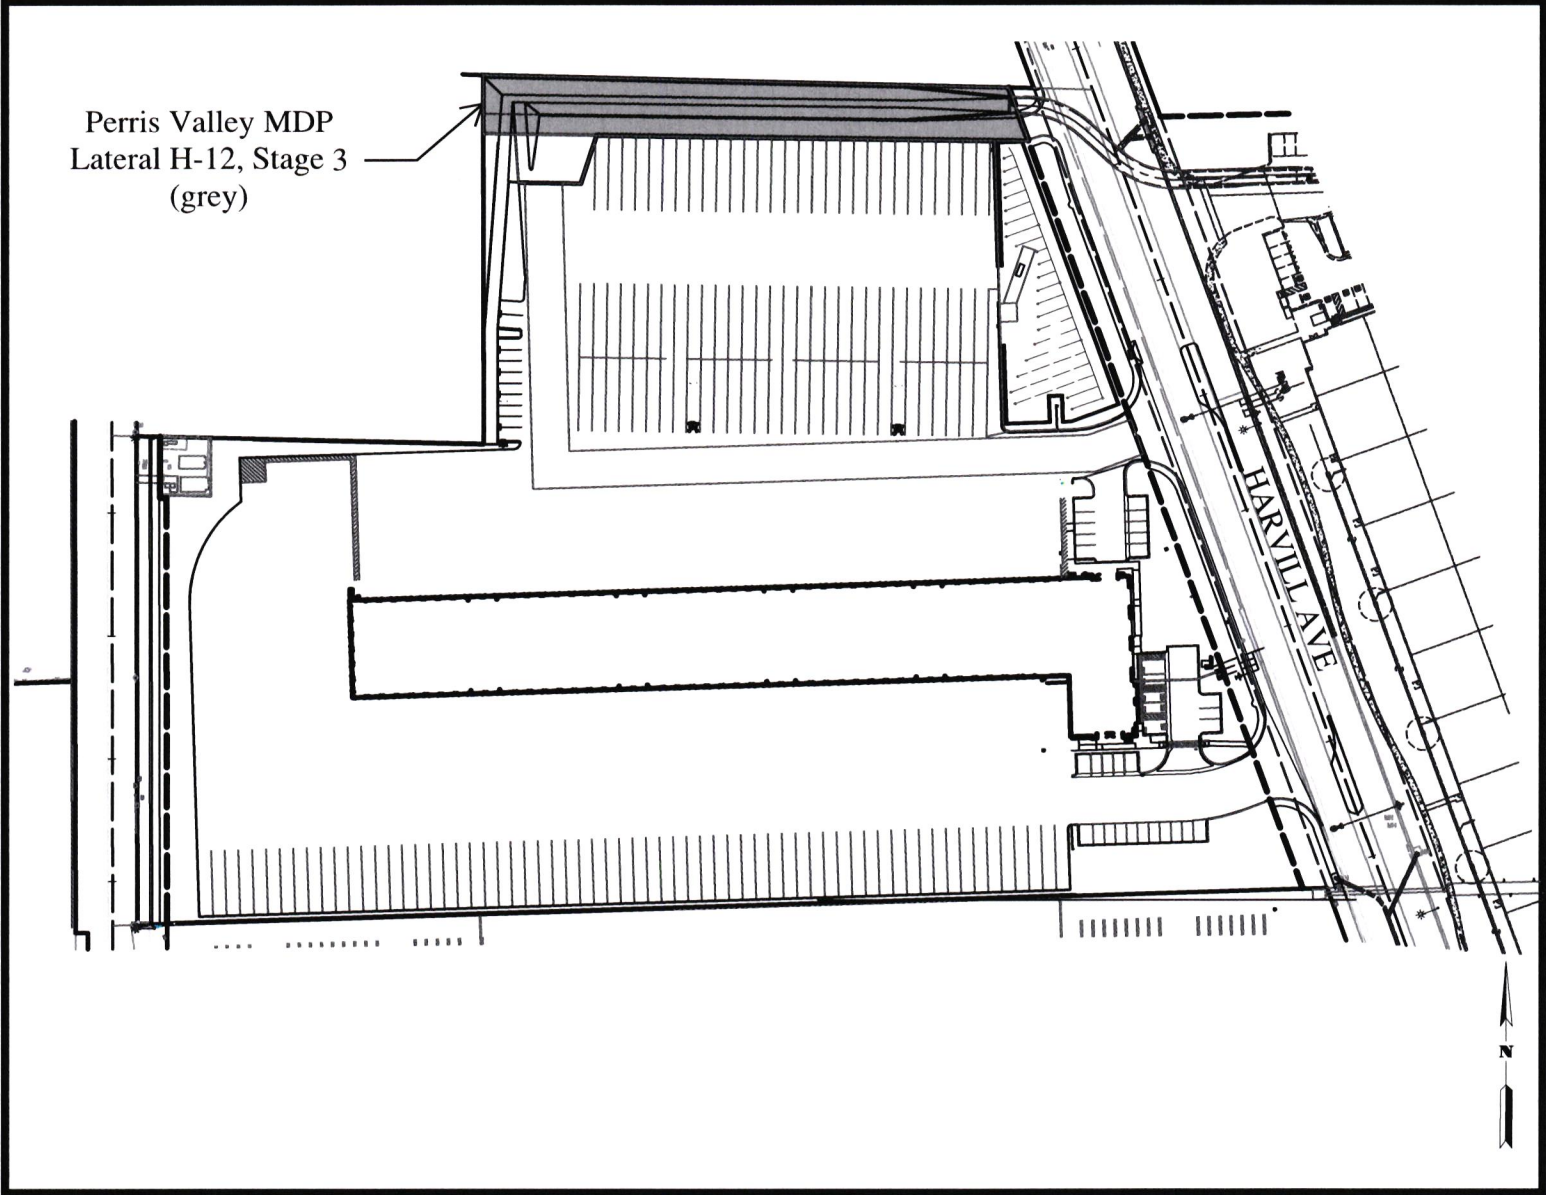 Perris Valley MDP
Lateral H-12, Stage 3
(grey)
HARVILL AVE
N